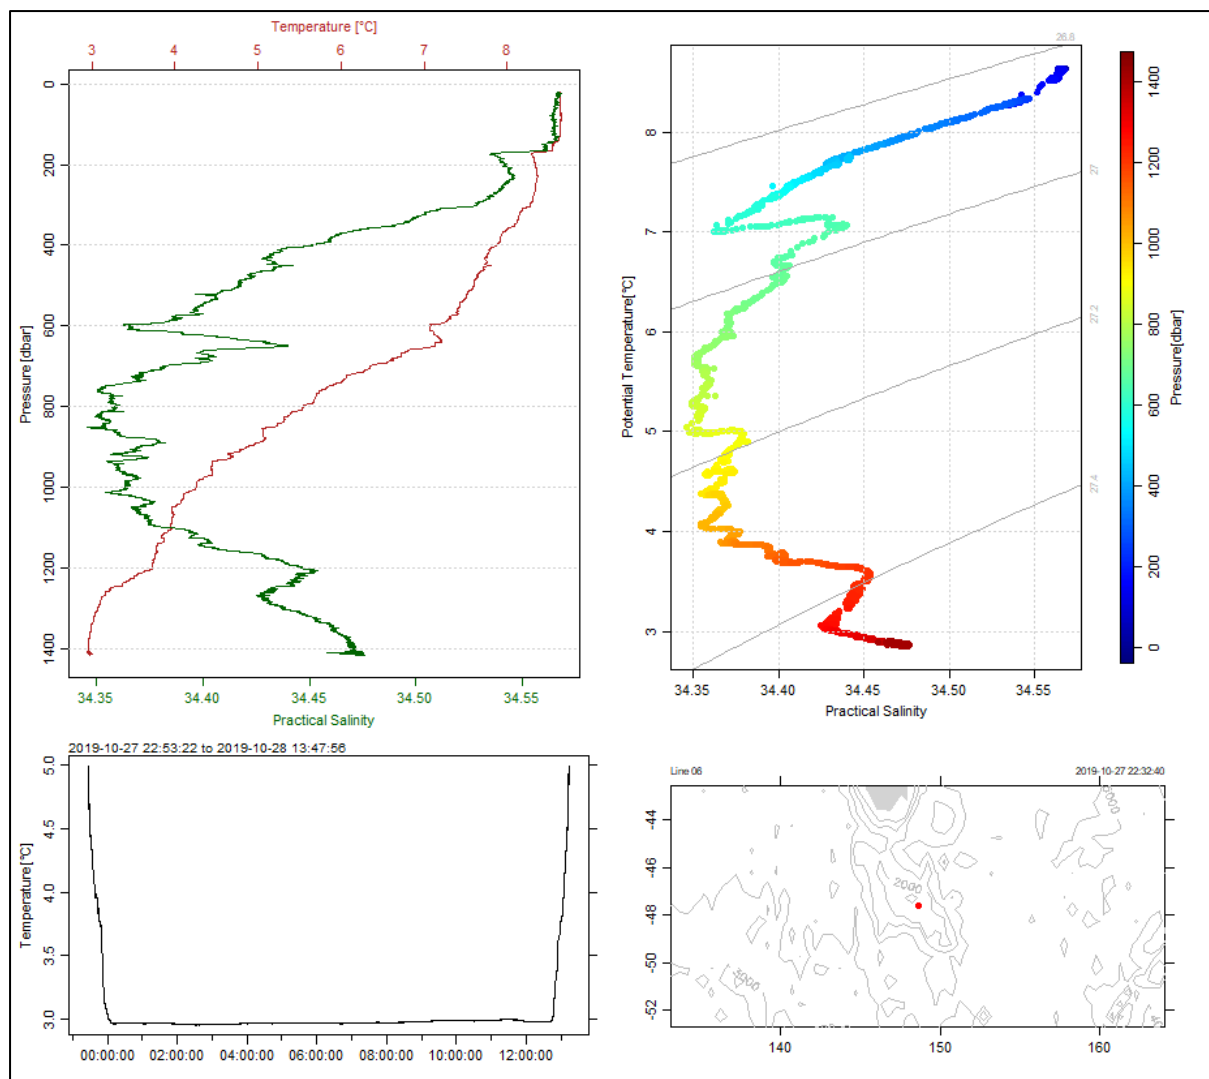 Temperature [°C]
3 4 5 6 7 8
0
200
400
600
800
1000
1200
1400
Pressure [dbar]
34.35 34.40 34.45 34.50 34.55
Practical Salinity
26.8
27
27.2
27.4
8
7
6
5
4
3
Potential Temperature[°C]
34.35 34.40 34.45 34.50 34.55
Practical Salinity
1400
1200
1000
800
600
400
200
0
Pressure[dbar]
2019-10-27 22:53:22 to 2019-10-28 13:47:56
5.0
4.5
4.0
3.5
3.0
Temperature[°C]
00:00:00 02:00:00 04:00:00 06:00:00 08:00:00 10:00:00 12:00:00
Line 06 2019-10-27 22:32:40
-44
-46
-48
-50
-52
2000
3000
140 150 160